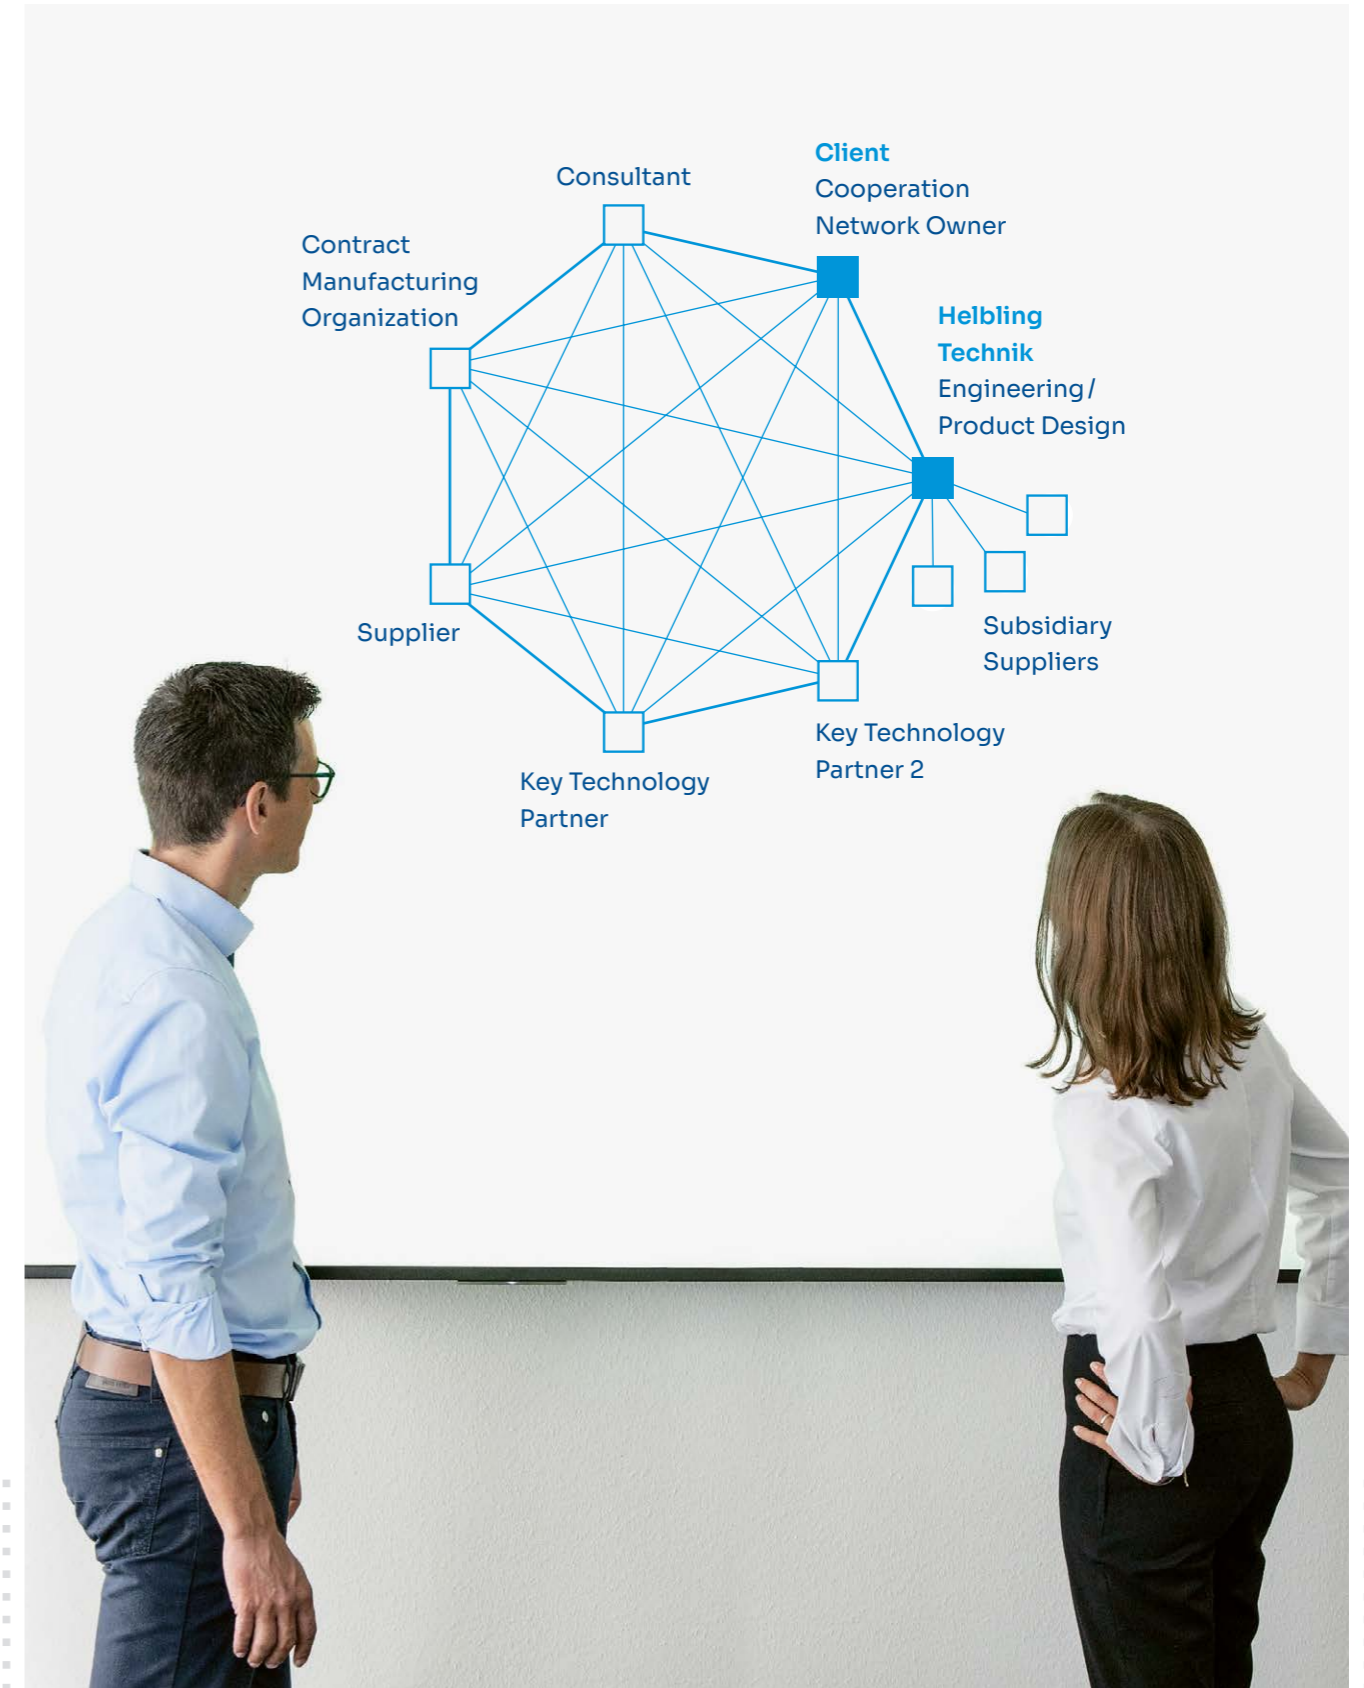 Consultant
Client
Cooperation
Network Owner
Contract
Manufacturing
Organization
Helbling
Technik
Engineering/
Product Design
Supplier
Subsidiary
Suppliers
Key Technology
Partner 2
Key Technology
Partner